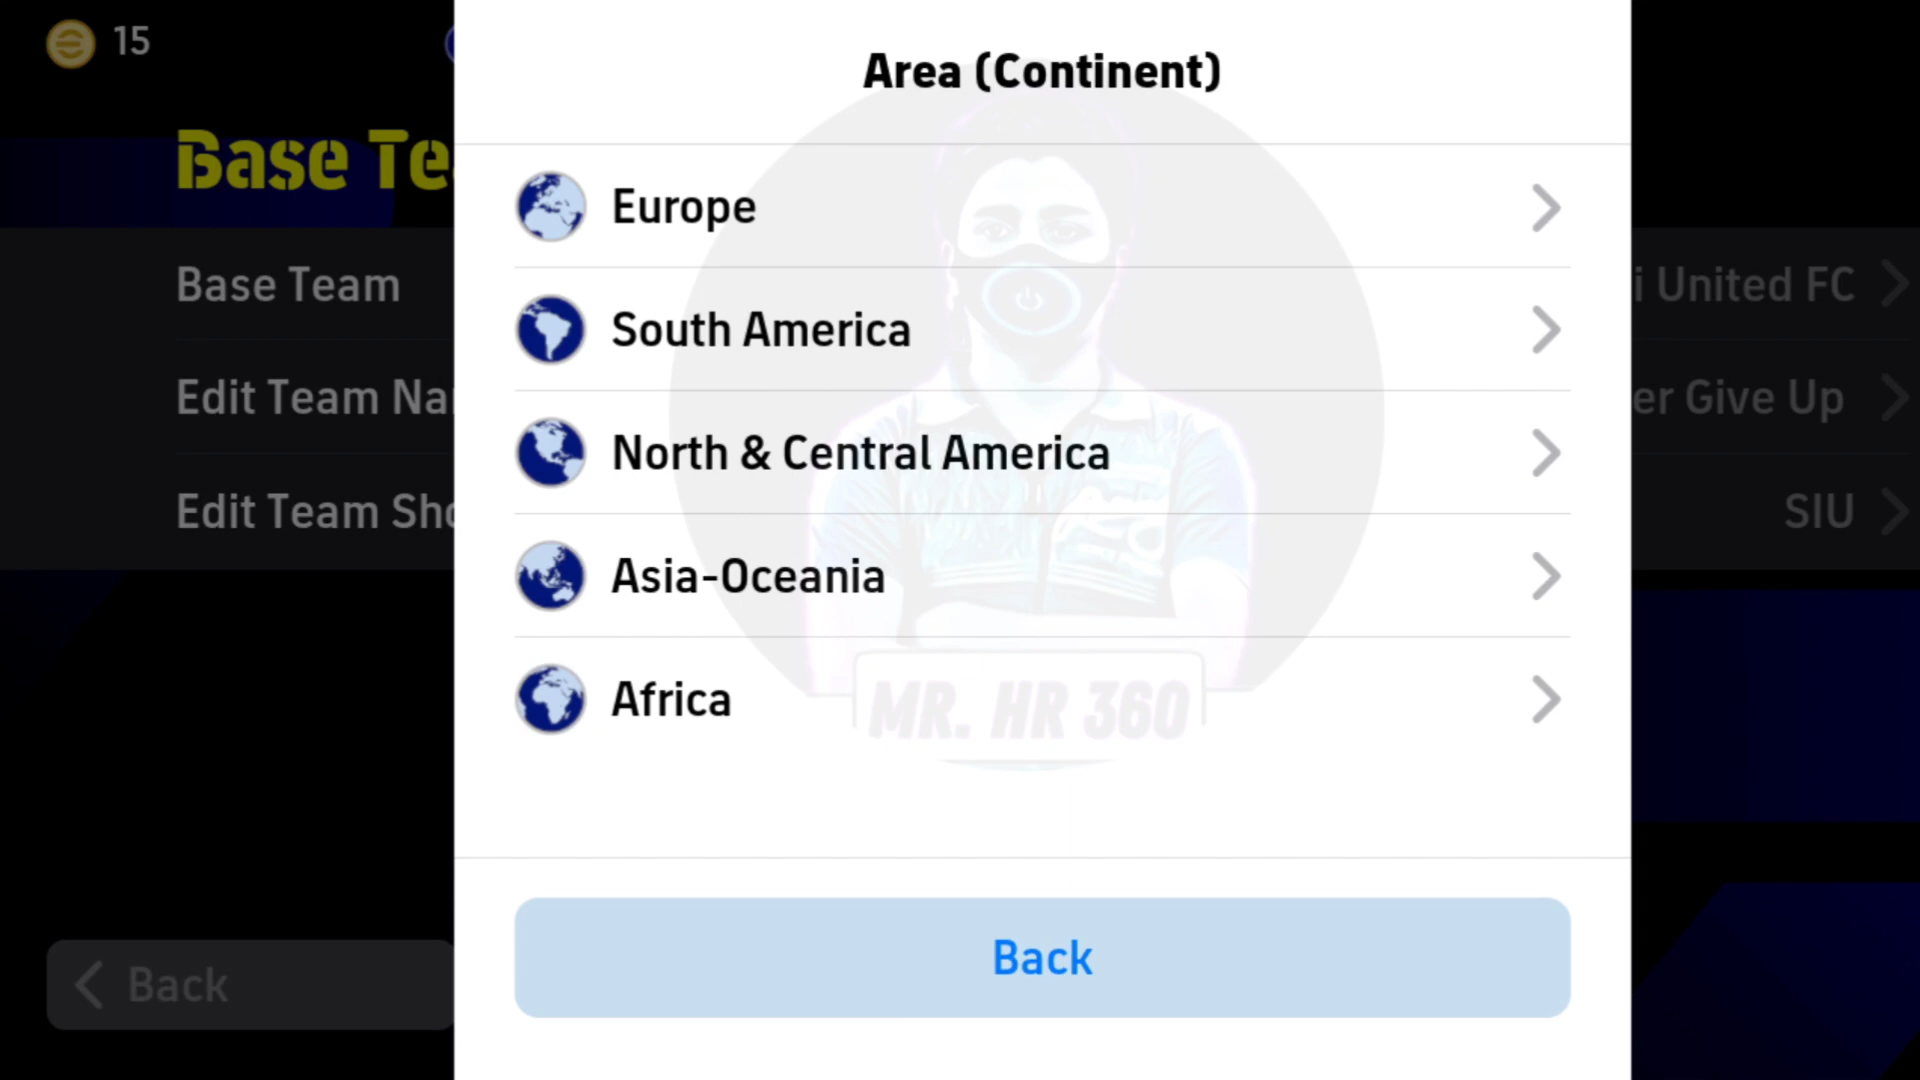 15
Area (Continent)
Base Te
Europe
Base Team
i United FC
South America
Edit Team Na
er Give Up
North & Central America
Edit Team Sho
SIU
Asia-Oceania
Africa
MR. HR 360
Back
Back